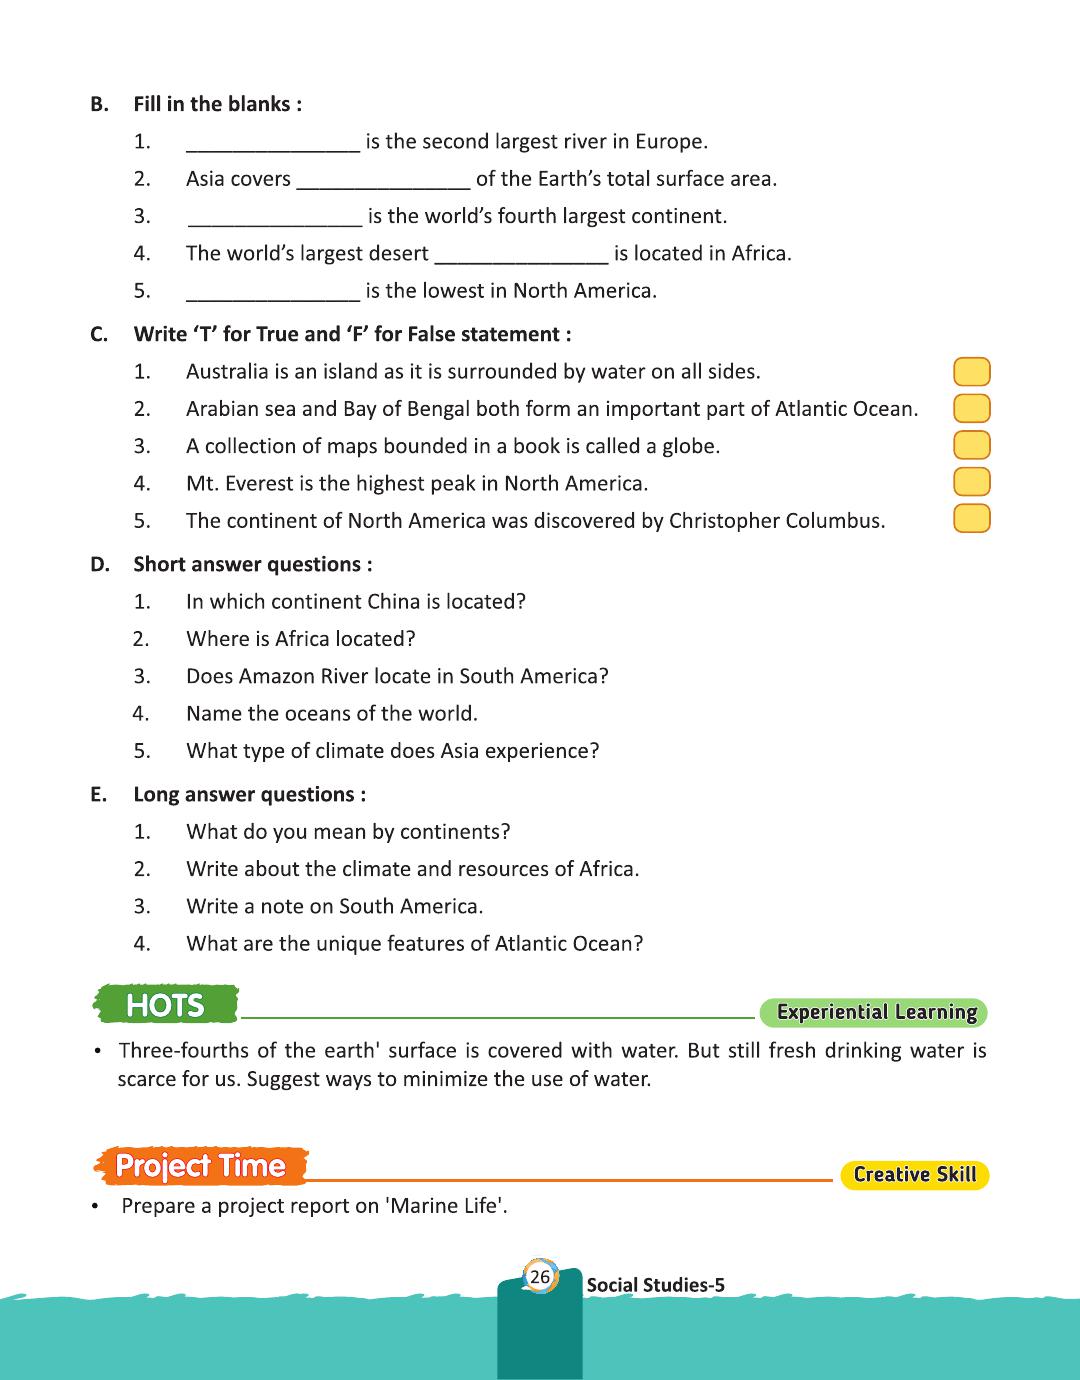 B. Fill in the blanks :
1. _______________ is the second largest river in Europe.
2. Asia covers _______________ of the Earth’s total surface area.
3. _______________ is the world’s fourth largest continent.
4. The world’s largest desert _______________ is located in Africa.
5. _______________ is the lowest in North America.
C. Write ‘T’ for True and ‘F’ for False statement :
1. Australia is an island as it is surrounded by water on all sides.
2. Arabian sea and Bay of Bengal both form an important part of Atlantic Ocean.
3. A collection of maps bounded in a book is called a globe.
4. Mt. Everest is the highest peak in North America.
5. The continent of North America was discovered by Christopher Columbus.
D. Short answer questions :
1. In which continent China is located?
2. Where is Africa located?
3. Does Amazon River locate in South America?
4. Name the oceans of the world.
5. What type of climate does Asia experience?
E. Long answer questions :
1. What do you mean by continents?
2. Write about the climate and resources of Africa.
3. Write a note on South America.
4. What are the unique features of Atlantic Ocean?
HOTS
Experiential Learning
• Three-fourths of the earth' surface is covered with water. But still fresh drinking water is
scarce for us. Suggest ways to minimize the use of water.
Project Time
Creative Skill
• Prepare a project report on 'Marine Life'.
26
Social Studies-5